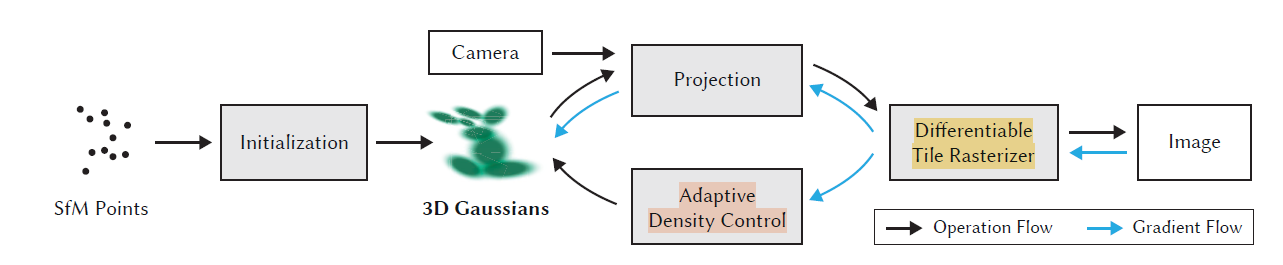 Camera
Projection
Initialization
Differentiable
Tile Rasterizer
Image
SfM Points
3D Gaussians
Adaptive
Density Control
Operation Flow
Gradient Flow